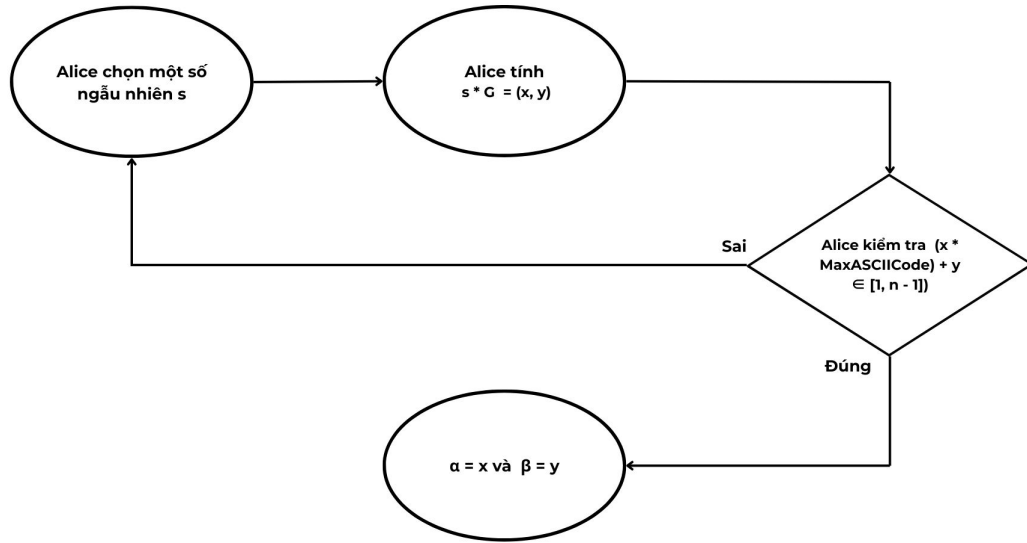 Alice chọn một số
ngẫu nhiên s
Alice tính
s * G = (x, y)
Sai
Alice kiểm tra (x *
MaxASCIICode) + y
∈ [1, n - 1])
Đúng
α = x và β = y